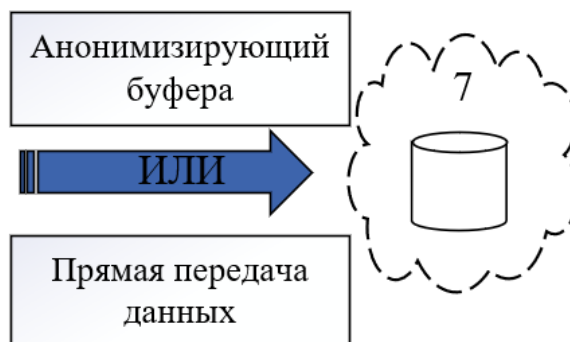 Анонимизирующий
буфера
7
ИЛИ
Прямая передача
данных